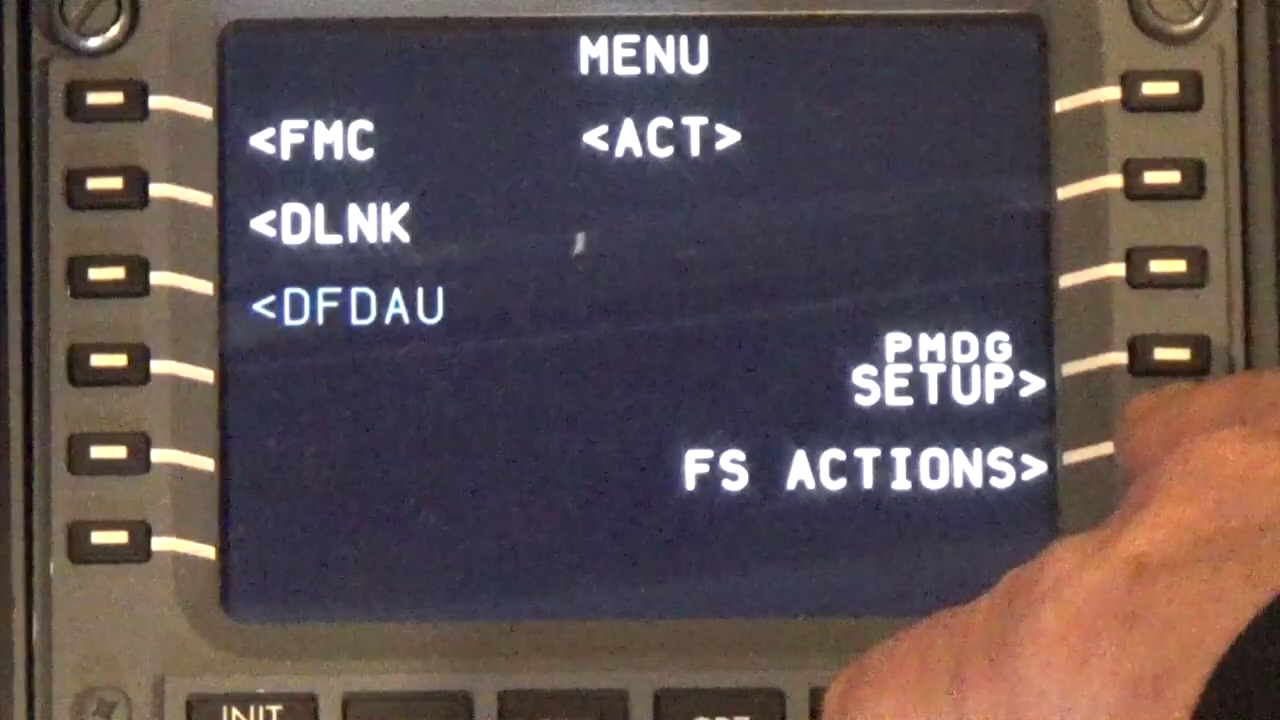 MENU
<FMC <ACT>
<DLNK
<DFDAU
PMDG
SETUP>
FS ACTIONS>
INIT